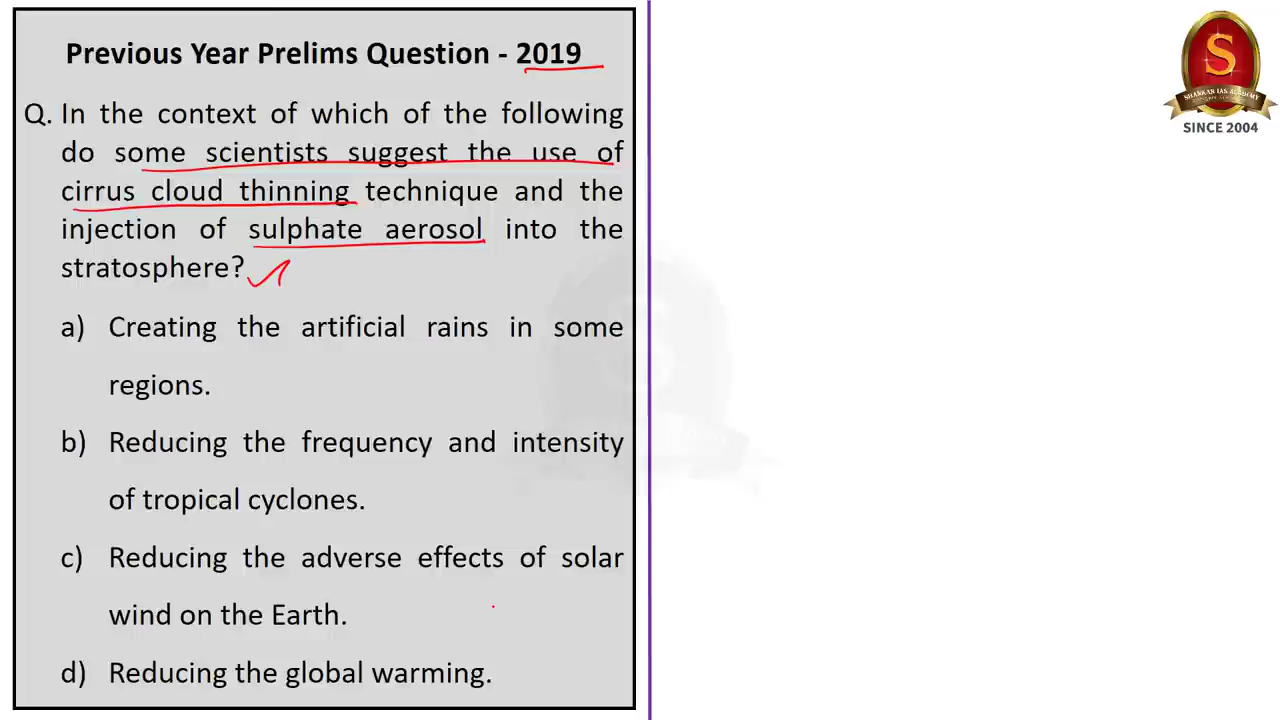 Previous Year Prelims Question - 2019
Q. In the context of which of the following
do some scientists suggest the use of
cirrus cloud thinning technique and the
injection of sulphate aerosol into the
stratosphere?
a) Creating the artificial rains in some
regions.
b) Reducing the frequency and intensity
of tropical cyclones.
c) Reducing the adverse effects of solar
wind on the Earth.
d) Reducing the global warming.
S
SHANKAR IAS ACADEMY
SINCE 2004